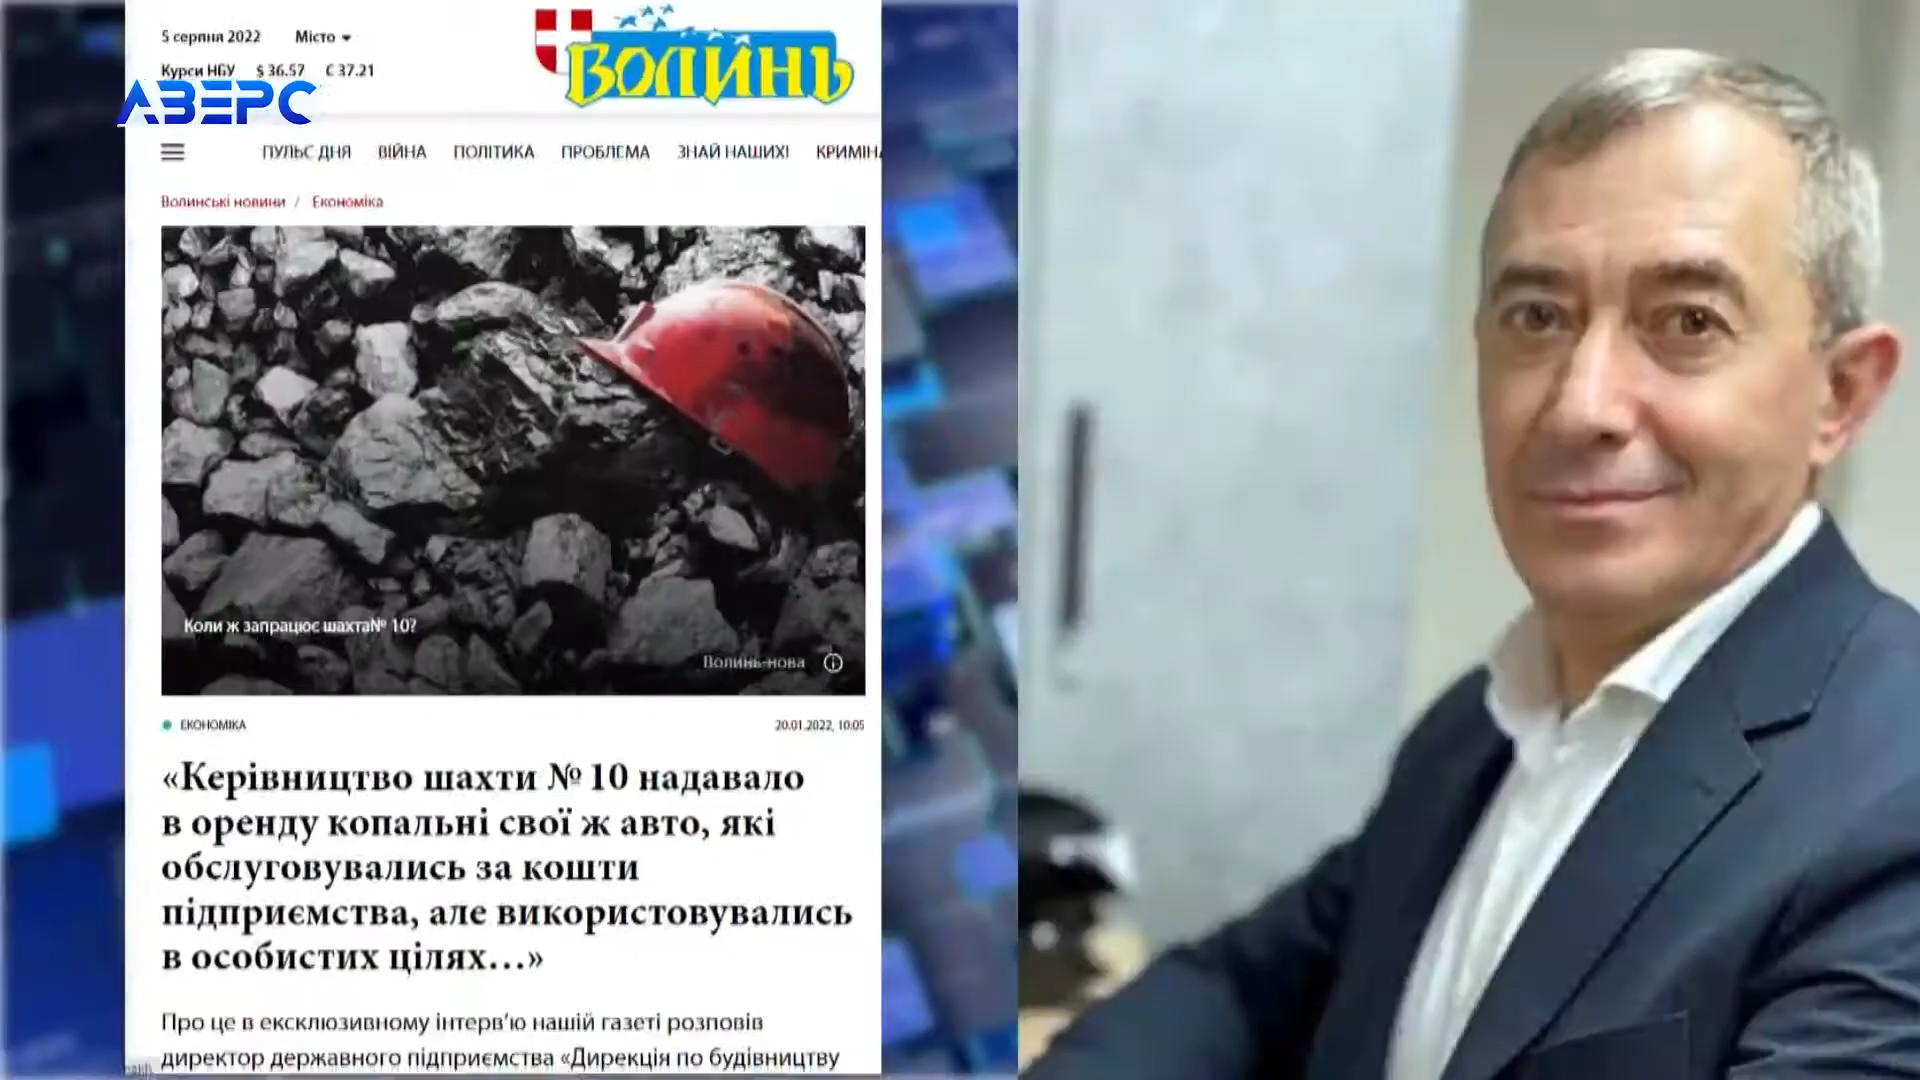 5 серпня 2022 Місто
Курси НБУ $ 36.57 € 37.21
АВЕРС
ВОЛИНЬ
ПУЛЬС ДНЯ ВІЙНА ПОЛІТИКА ПРОБЛЕМА ЗНАЙ НАШИХ! КРИМІНА
Волинські новини / Економіка
Коли ж запрацює шахта№ 10?
Волинь-нова
ЕКОНОМІКА 20.01.2022, 10:05
«Керівництво шахти № 10 надавало
в оренду копальні свої ж авто, які
обслуговувались за кошти
підприємства, але використовувались
в особистих цілях…»
Про це в ексклюзивному інтерв’ю нашій газеті розповів
директор державного підприємства «Дирекція по будівництву